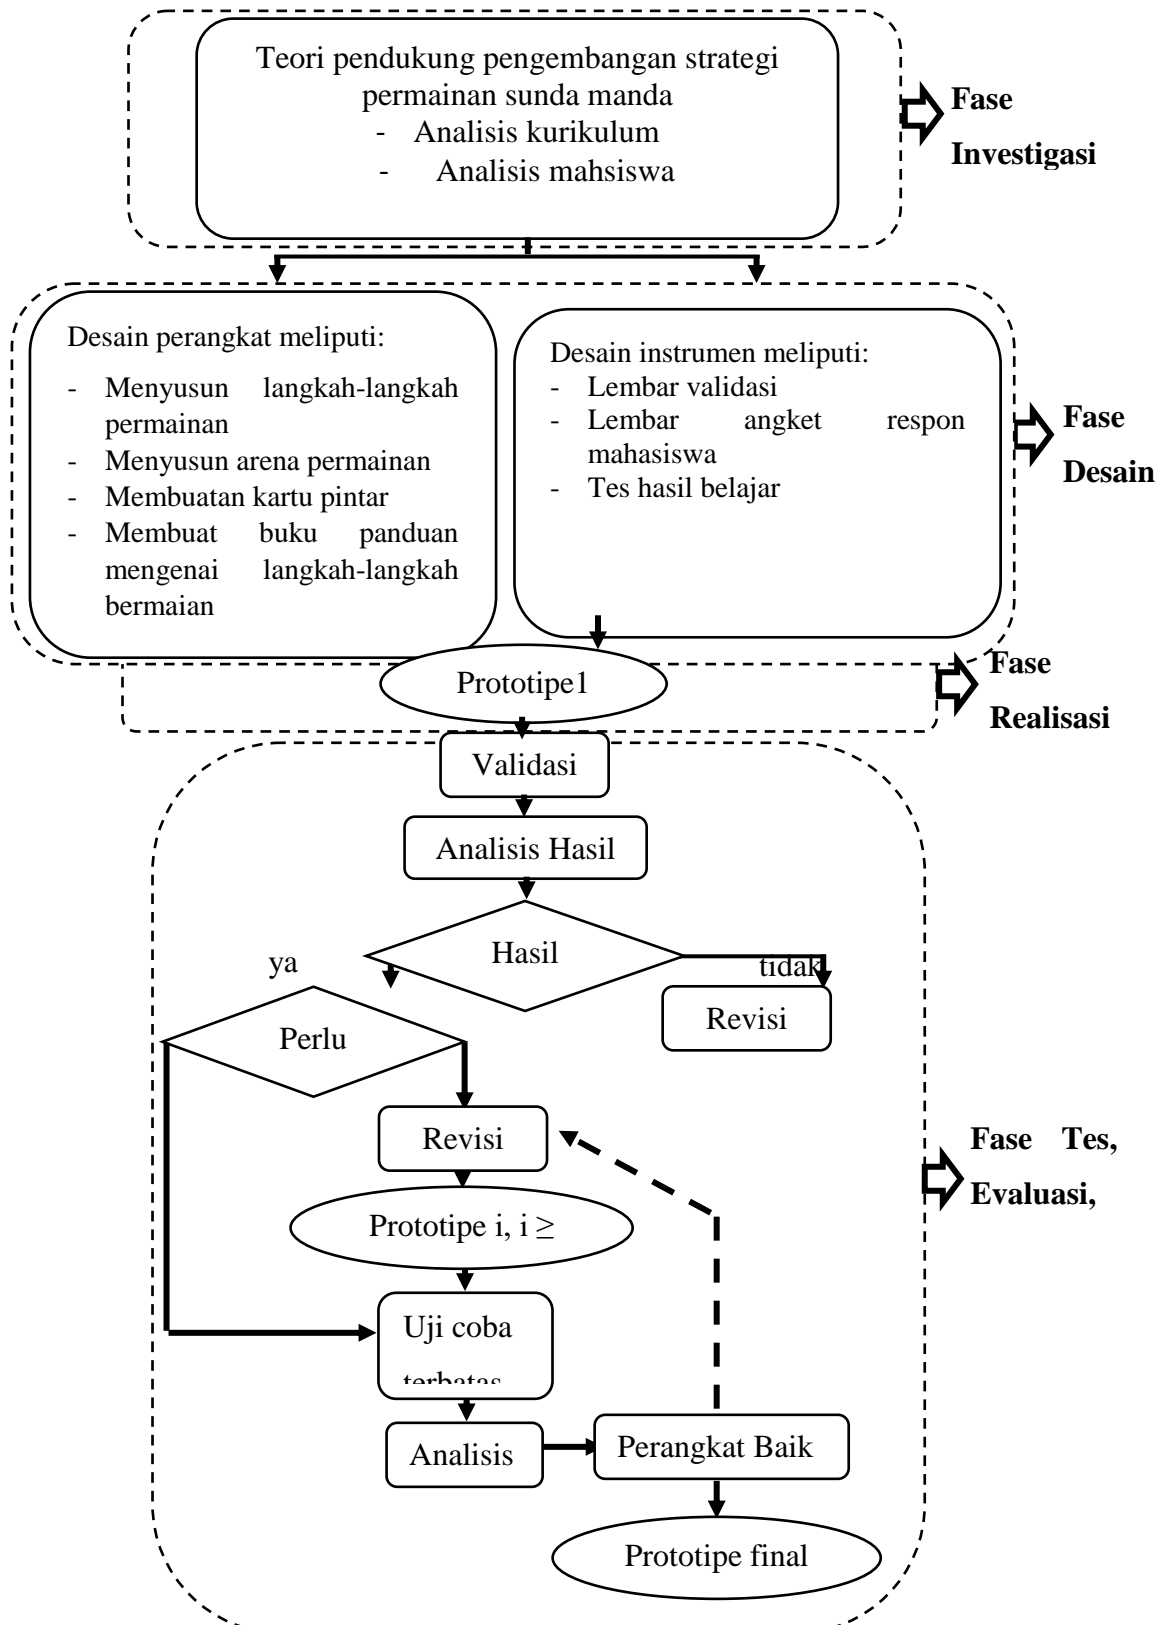 Teori pendukung pengembangan strategi
permainan sunda manda
- Analisis kurikulum
- Analisis mahsiswa
Fase
Investigasi
Desain perangkat meliputi:
- Menyusun langkah-langkah
permainan
- Menyusun arena permainan
- Membuatan kartu pintar
- Membuat buku panduan
mengenai langkah-langkah
bermaian
Desain instrumen meliputi:
- Lembar validasi
- Lembar angket respon
mahasiswa
- Tes hasil belajar
Fase
Desain
Prototipe1
Fase
Realisasi
Validasi
Analisis Hasil
Hasil
ya
tidak
Revisi
Perlu
Revisi
Prototipe i, i ≥
Uji coba
terbatas
Analisis
Perangkat Baik
Prototipe final
Fase Tes,
Evaluasi,